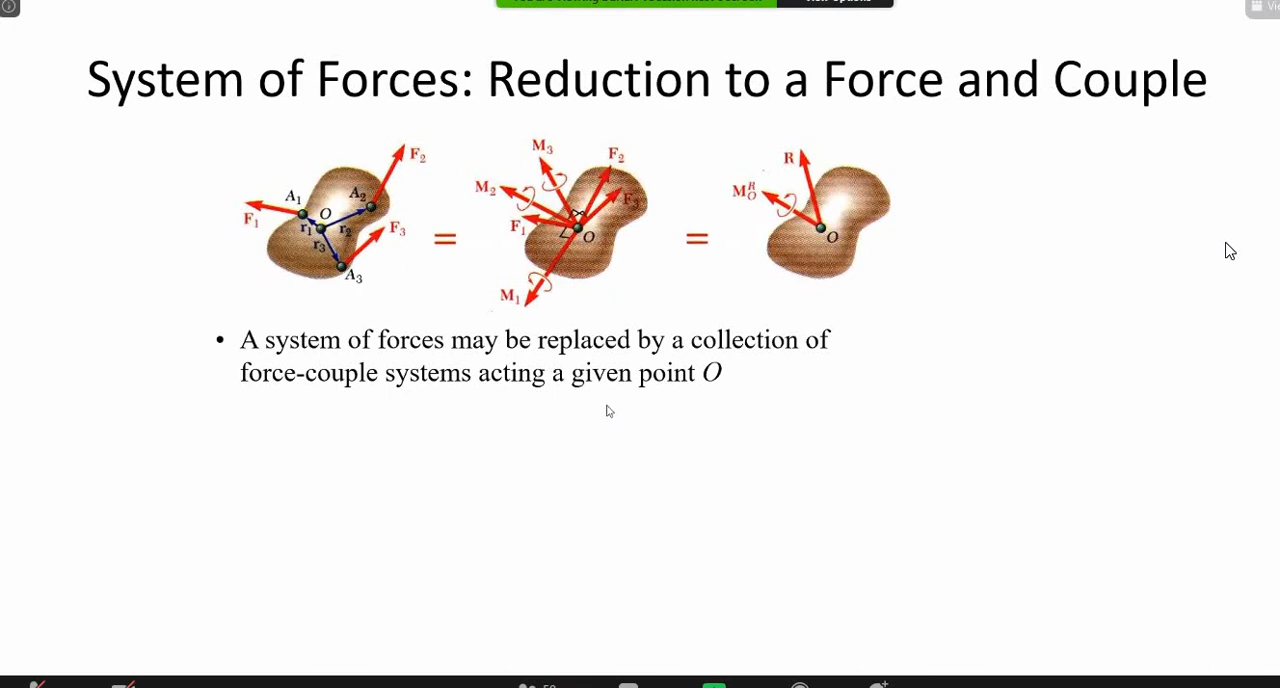 System of Forces: Reduction to a Force and Couple
F₂
A₁
A₂
O
F₁
r₁
r₂
F₃
r₃
A₃
=
M₃
F₂
M₂
F₃
F₁
O
M₁
=
R
M_O^R
O
• A system of forces may be replaced by a collection of
force-couple systems acting a given point O